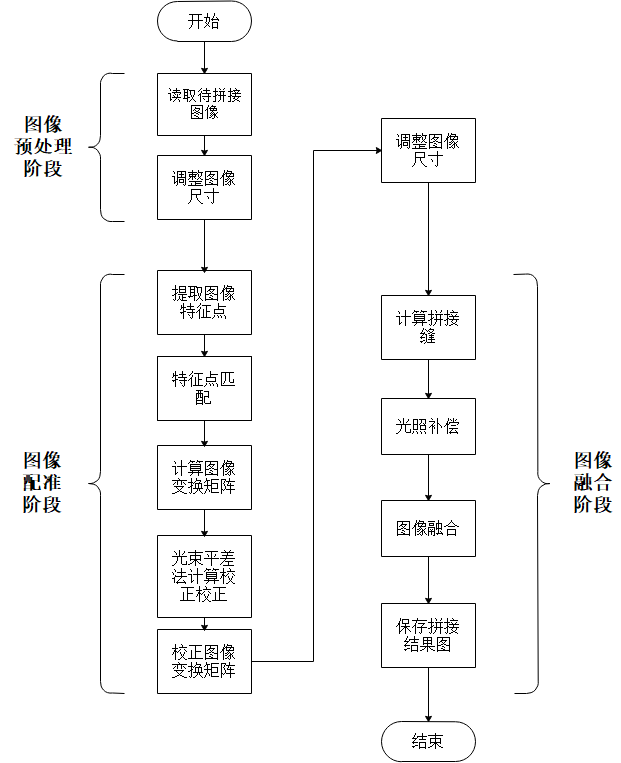 开始
图像
预处理
阶段
读取待拼接
图像
调整图像
尺寸
图像
配准
阶段
提取图像
特征点
特征点匹
配
计算图像
变换矩阵
光束平差
法计算校
正校正
校正图像
变换矩阵
调整图像
尺寸
计算拼接
缝
光照补偿
图像融合
保存拼接
结果图
图像
融合
阶段
结束